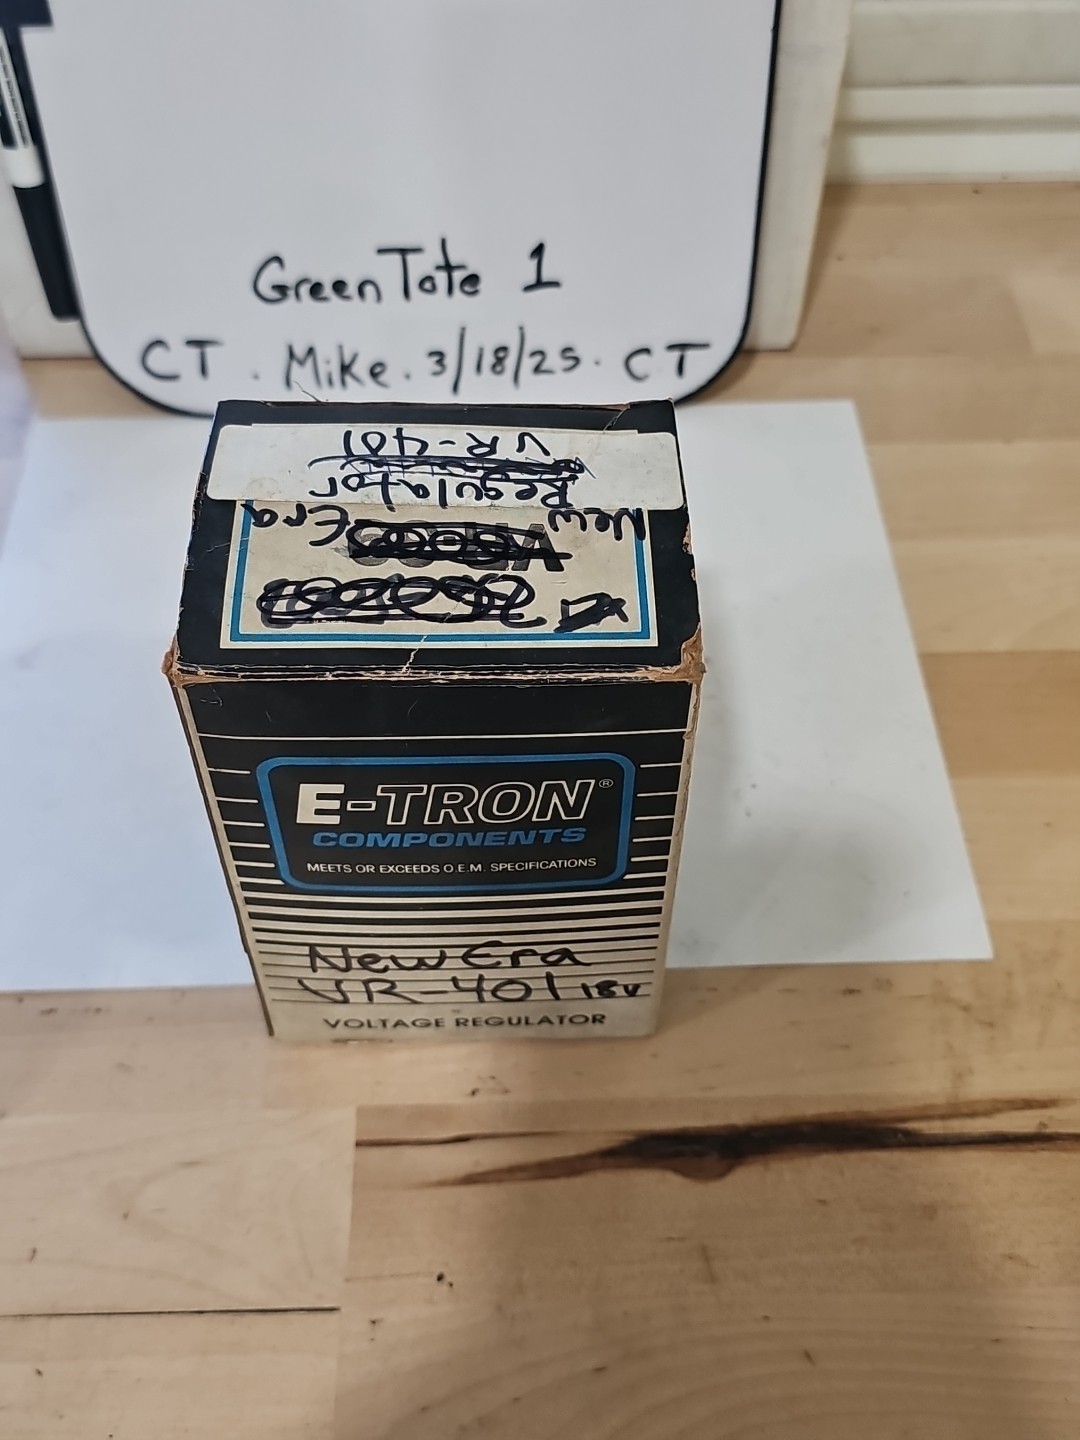 Green Tote 1
CT . Mike . 3/18/25 . CT
VR-401
Regulator
New Era
E-TRON®
COMPONENTS
MEETS OR EXCEEDS O.E.M. SPECIFICATIONS
New Era
VR-401 18V
VOLTAGE REGULATOR